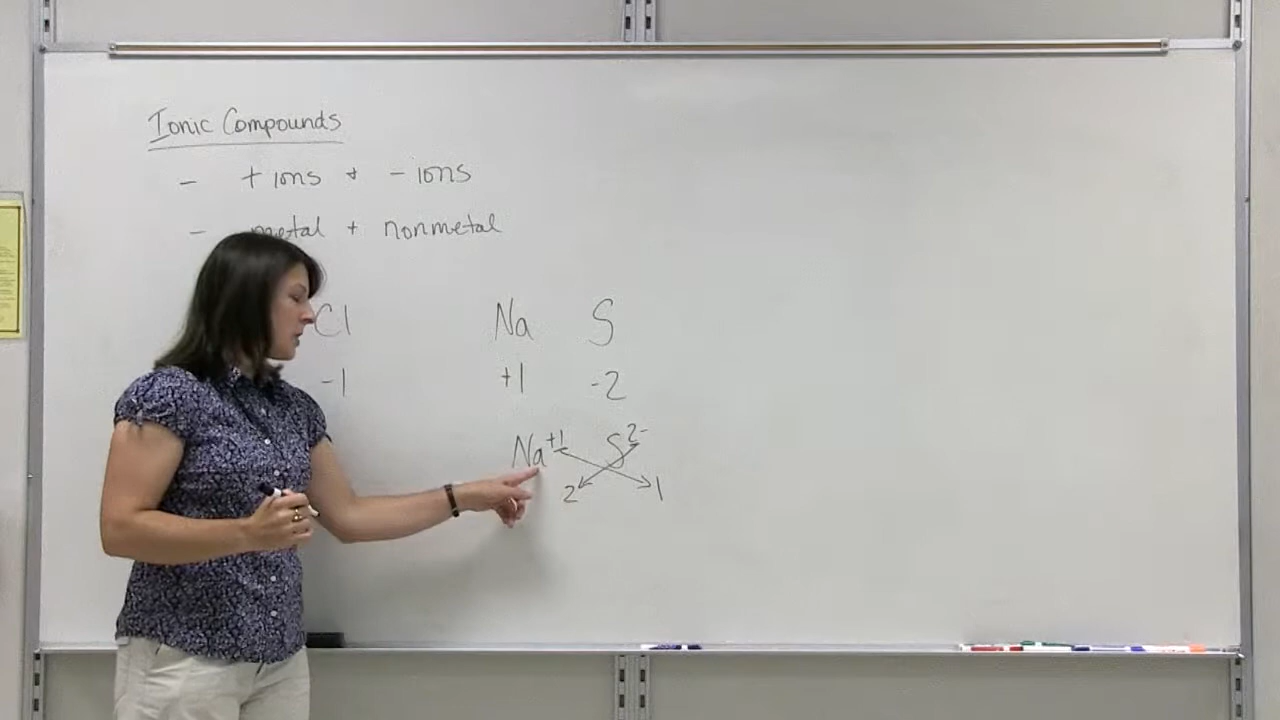 Ionic Compounds
- + ions + - ions
- metal + nonmetal
Cl Na S
-1 +1 -2
Na+1 S2-
2 1